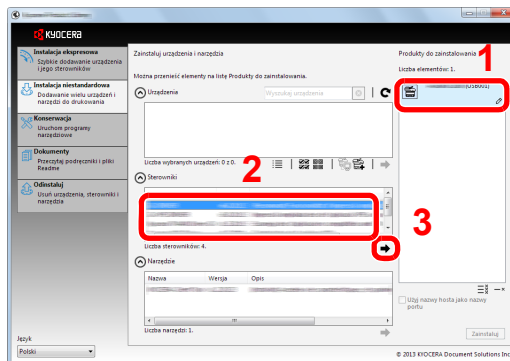 KYOCERA
Instalacja ekspresowa
Szybkie dodawanie urządzenia
i jego sterowników
Instalacja niestandardowa
Dodawanie wielu urządzeń i
narzędzi do drukowania
Konserwacja
Uruchom programy
narzędziowe
Dokumenty
Przeczytaj podręczniki i pliki
Readme
Odinstaluj
Usuń urządzenia, sterowniki i
narzędzia
Język
Polski
Zainstaluj urządzenia i narzędzia
Można przenieść elementy na listę Produkty do zainstalowania.
Urządzenia
Wyszukaj urządzenia
Liczba wybranych urządzeń: 0 z 0.
2
Sterowniki
3
Liczba sterowników: 4.
Narzędzie
Nazwa Wersja Opis
Liczba narzędzi: 1.
Produkty do zainstalowania
1
Liczba elementów: 1.
(USB001)
Użyj nazwy hosta jako nazwy
portu
Zainstaluj
© 2013 KYOCERA Document Solutions Inc.